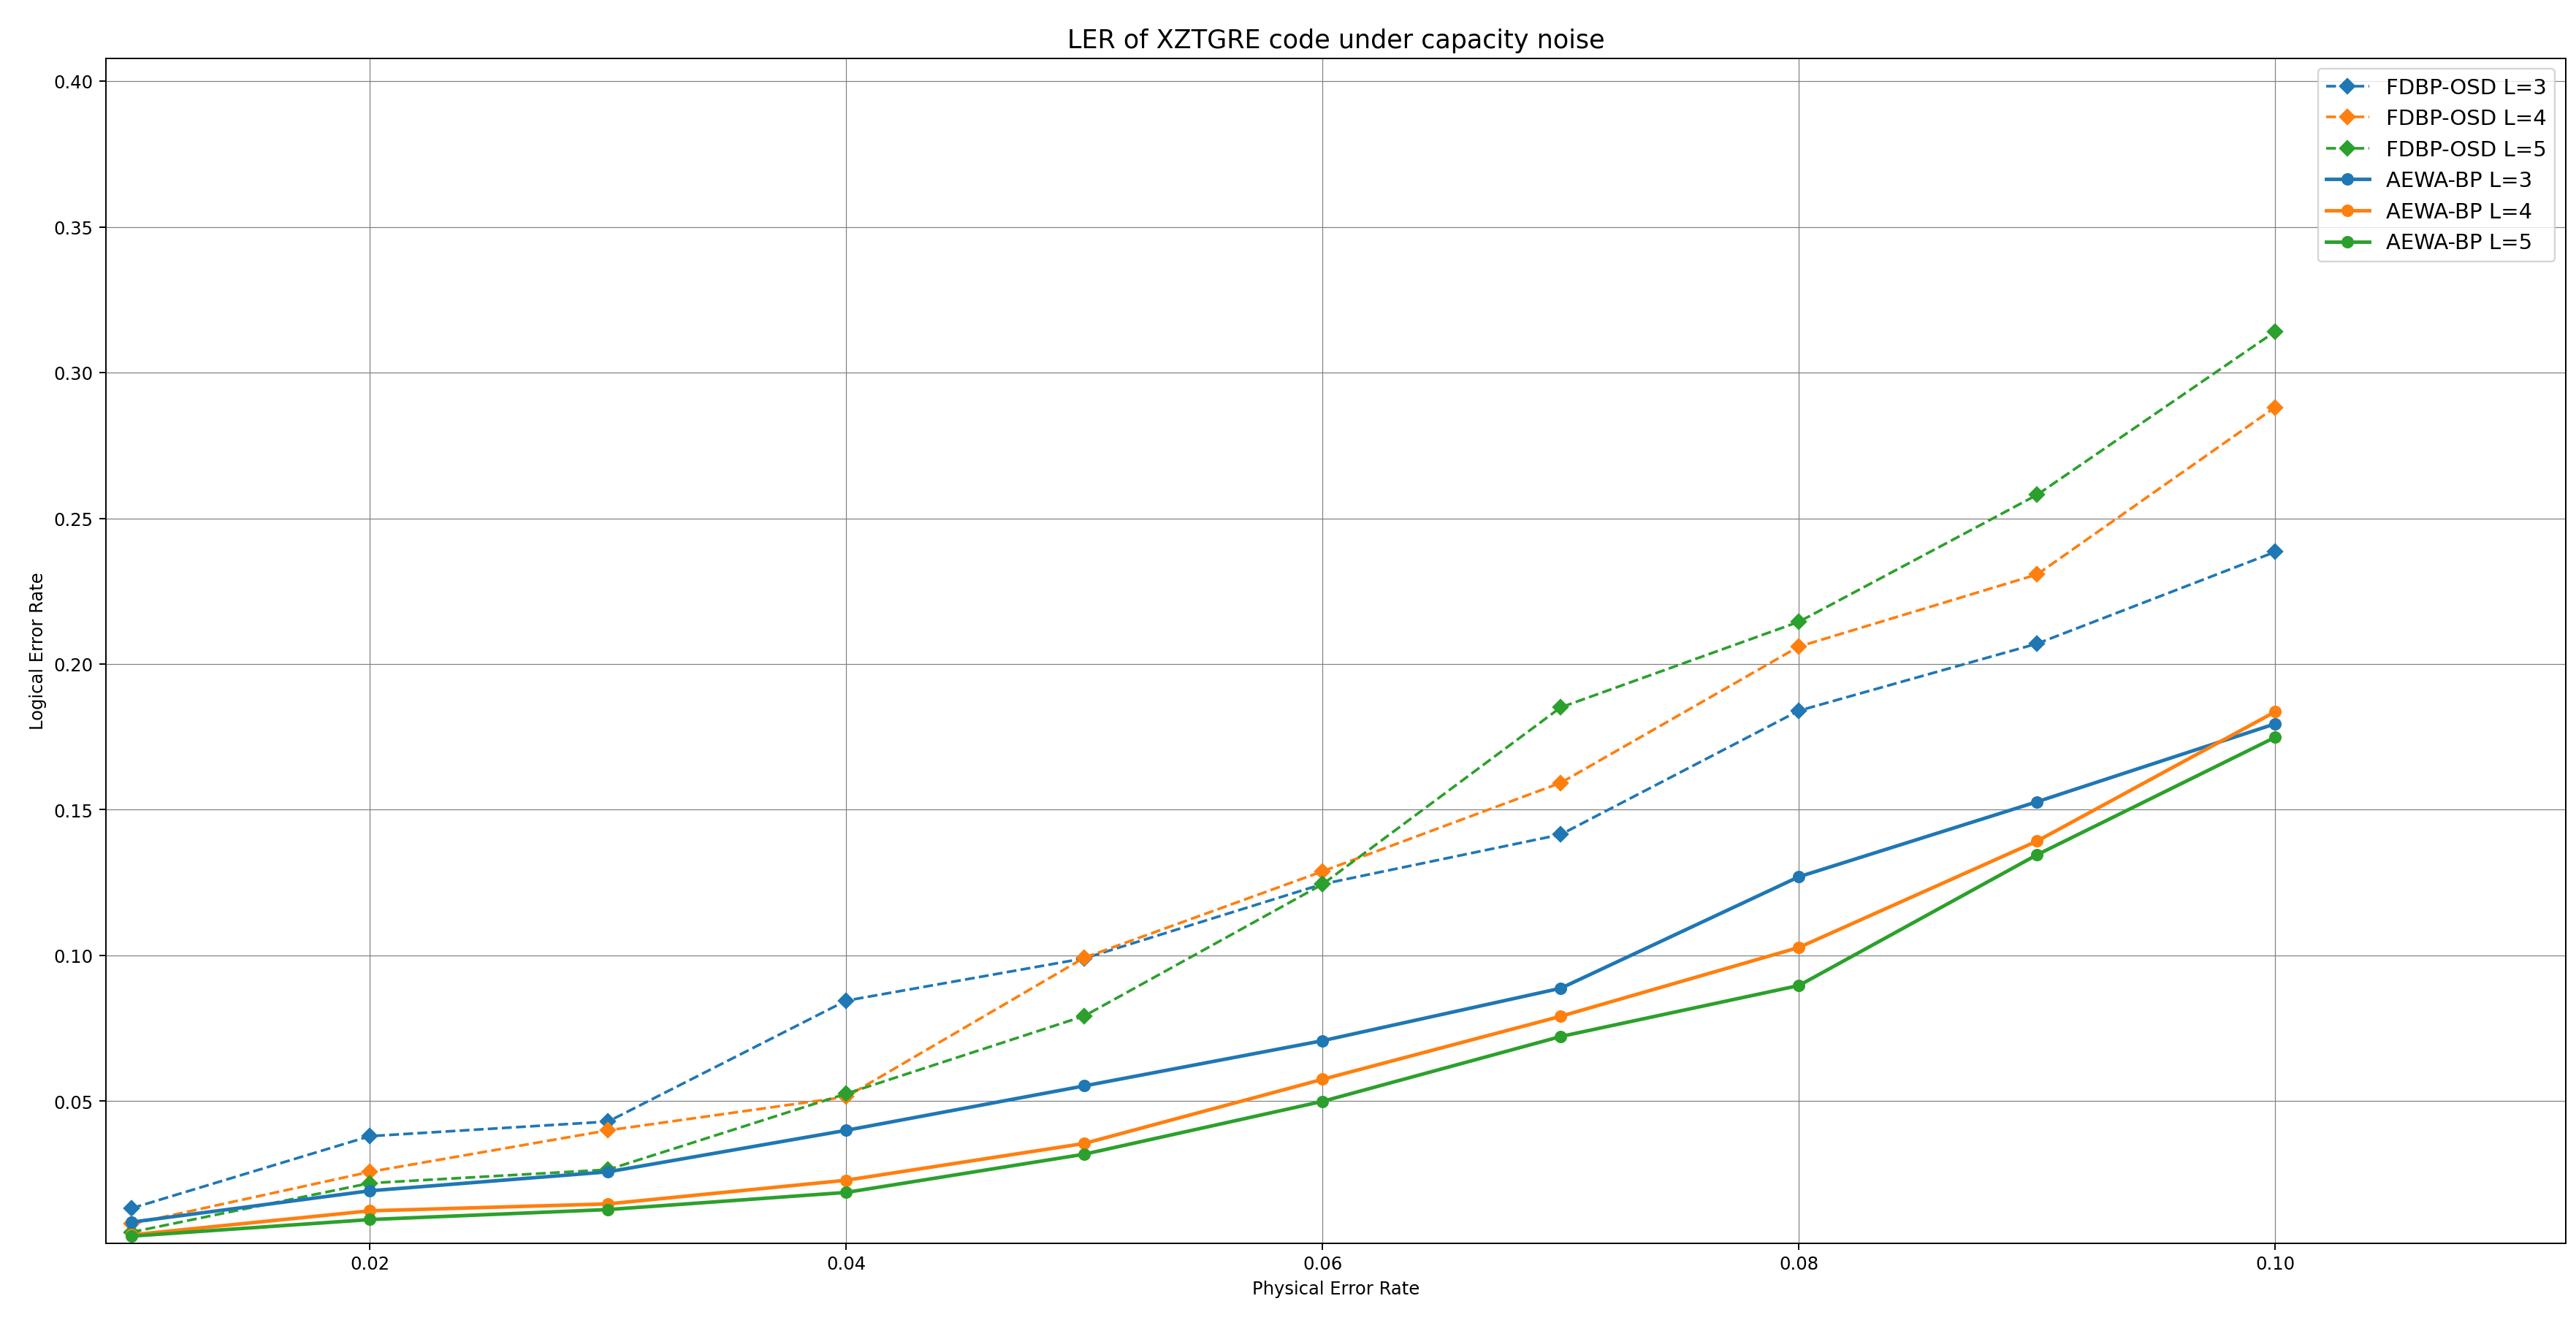 LER of XZTGRE code under capacity noise
0.40
0.35
0.30
0.25
0.20
0.15
0.10
0.05
Logical Error Rate
FDBP-OSD L=3
FDBP-OSD L=4
FDBP-OSD L=5
AEWA-BP L=3
AEWA-BP L=4
AEWA-BP L=5
0.02
0.04
0.06
0.08
0.10
Physical Error Rate